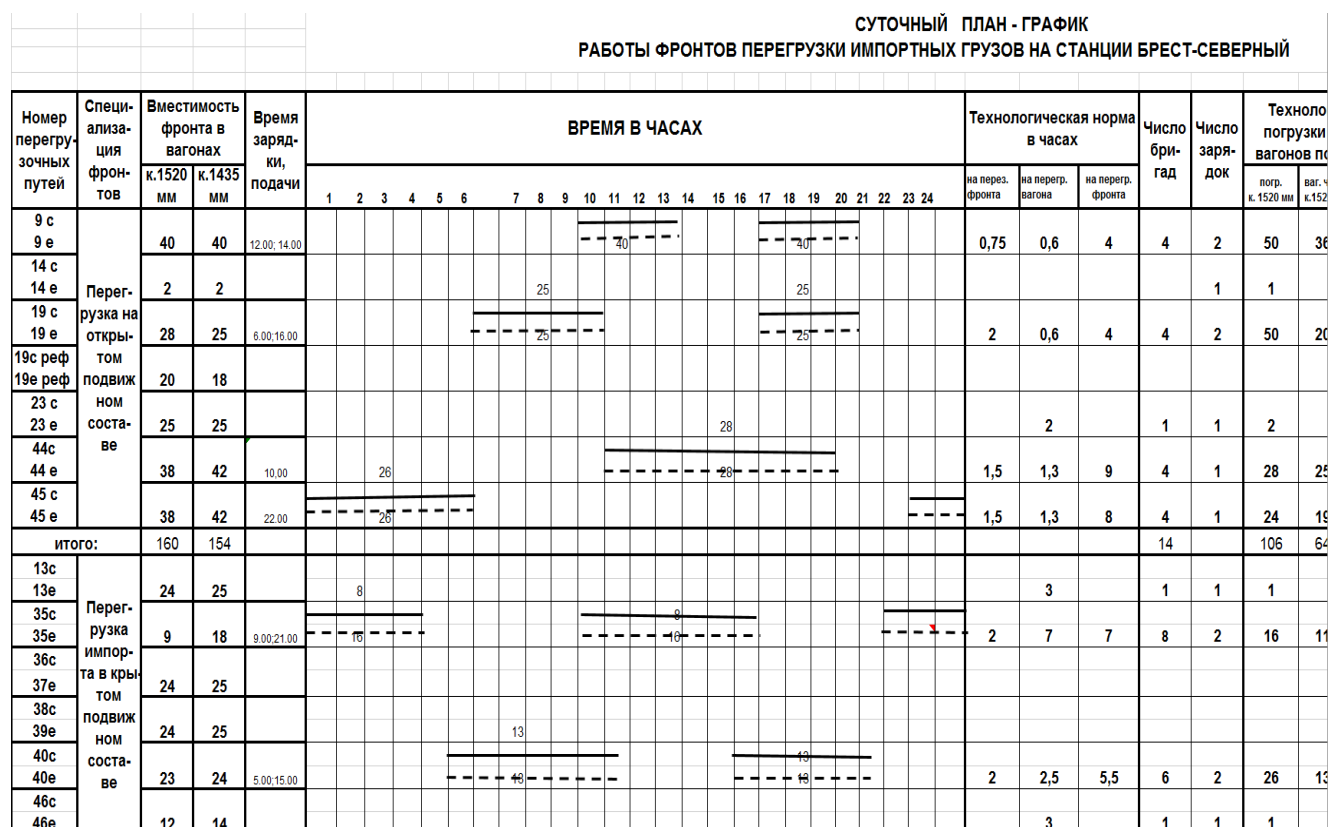 СУТОЧНЫЙ ПЛАН - ГРАФИК
РАБОТЫ ФРОНТОВ ПЕРЕГРУЗКИ ИМПОРТНЫХ ГРУЗОВ НА СТАНЦИИ БРЕСТ-СЕВЕРНЫЙ
Номер перегру-зочных путей Специ-ализа-ция фрон-тов Вместимость фронта в вагонах Время заряд-ки, подачи ВРЕМЯ В ЧАСАХ Технологическая норма в часах Число бри-гад Число заря-док Техноло погрузки вагонов по
к.1520 мм к.1435 мм 1 2 3 4 5 6 7 8 9 10 11 12 13 14 15 16 17 18 19 20 21 22 23 24 на перез. фронта на перегр. вагона на перегр. фронта погр. к. 1520 мм ваг. ч к.152
Перег-рузка на откры-том подвиж ном соста-ве
9 с
9 е 40 40 12.00; 14.00 40 40 0,75 0,6 4 4 2 50 36
14 с
14 е 2 2 25 25 1 1
19 с
19 е 28 25 6.00;16.00 25 25 2 0,6 4 4 2 50 20
19с реф
19е реф 20 18
23 с
23 е 25 25 28 2 1 1 2
44с
44 е 38 42 10,00 26 28 1,5 1,3 9 4 1 28 25
45 с
45 е 38 42 22.00 26 1,5 1,3 8 4 1 24 19
итого: 160 154 14 106 64
Перег-рузка импор-та в кры-том подвиж ном соста-ве
13с
13е 24 25 8 3 1 1 1
35с 8
35е 9 18 9.00;21.00 16 16 2 7 7 8 2 16 11
36с
37е 24 25
38с
39е 24 25 13
40с 13
40е 23 24 5.00;15.00 13 13 2 2,5 5,5 6 2 26 13
46с
46е 12 14 3 1 1 1